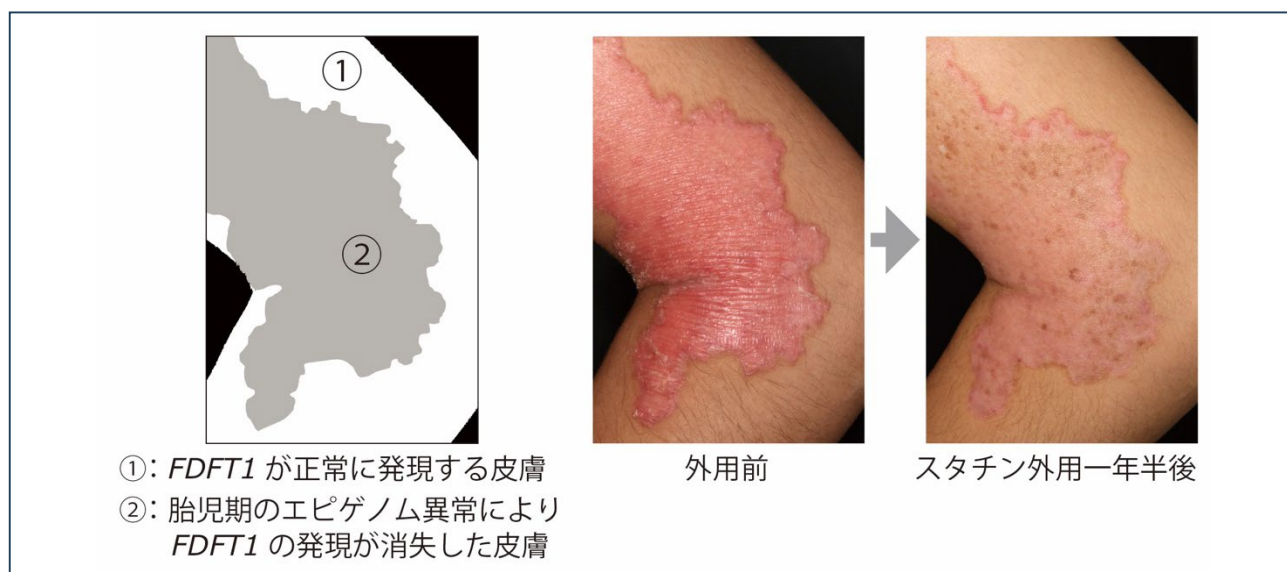 ①
②
①: FDFT1 が正常に発現する皮膚
②: 胎児期のエピゲノム異常により
FDFT1 の発現が消失した皮膚
外用前
スタチン外用一年半後